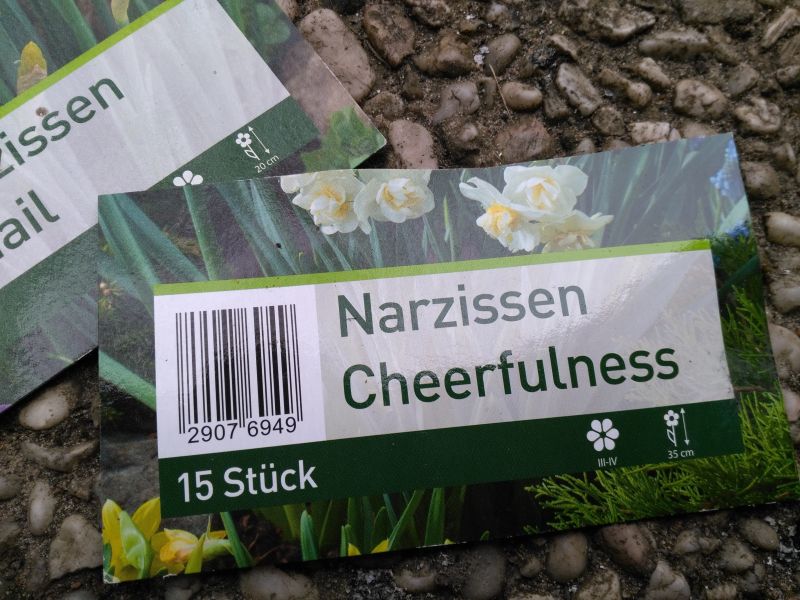 zissen
ail
20 cm
Narzissen
Cheerfulness
2907 6949
15 Stück
III-IV
35 cm